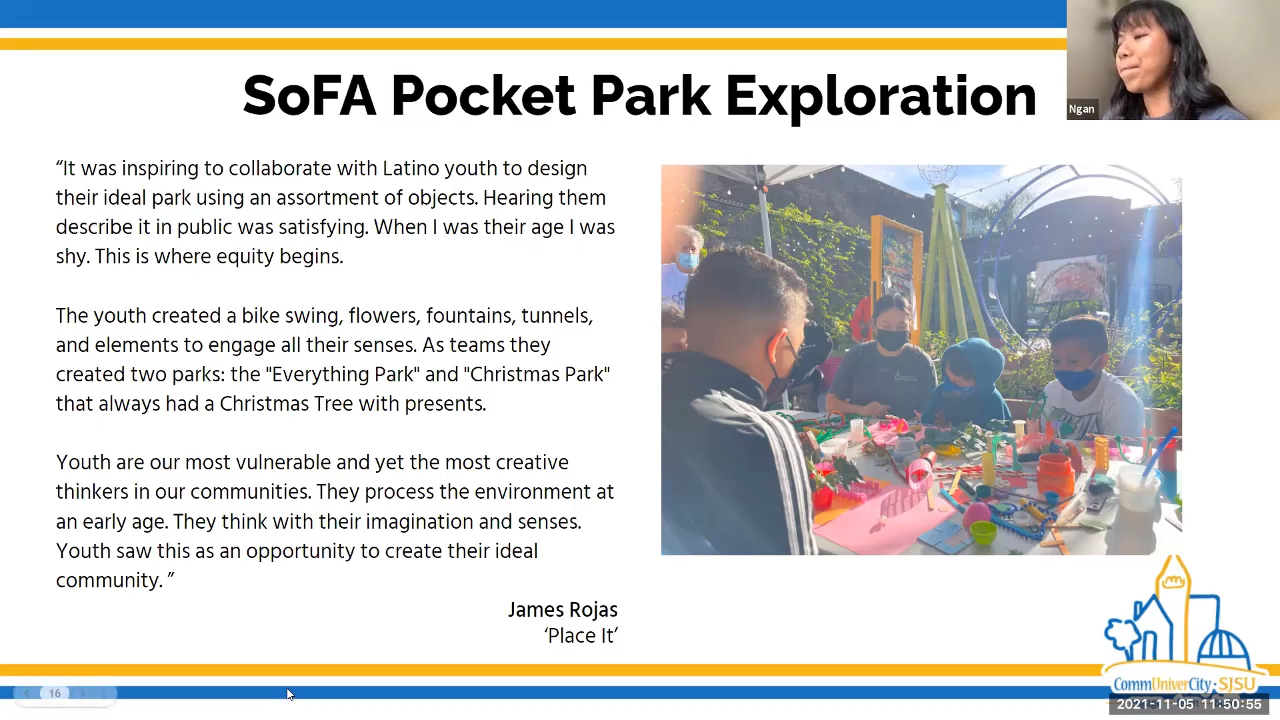 SoFA Pocket Park Exploration
Ngan
“It was inspiring to collaborate with Latino youth to design
their ideal park using an assortment of objects. Hearing them
describe it in public was satisfying. When I was their age I was
shy. This is where equity begins.
The youth created a bike swing, flowers, fountains, tunnels,
and elements to engage all their senses. As teams they
created two parks: the "Everything Park" and "Christmas Park"
that always had a Christmas Tree with presents.
Youth are our most vulnerable and yet the most creative
thinkers in our communities. They process the environment at
an early age. They think with their imagination and senses.
Youth saw this as an opportunity to create their ideal
community. ”
James Rojas
‘Place It’
CommUniverCity SJSU
16
2021-11-05 11:50:55